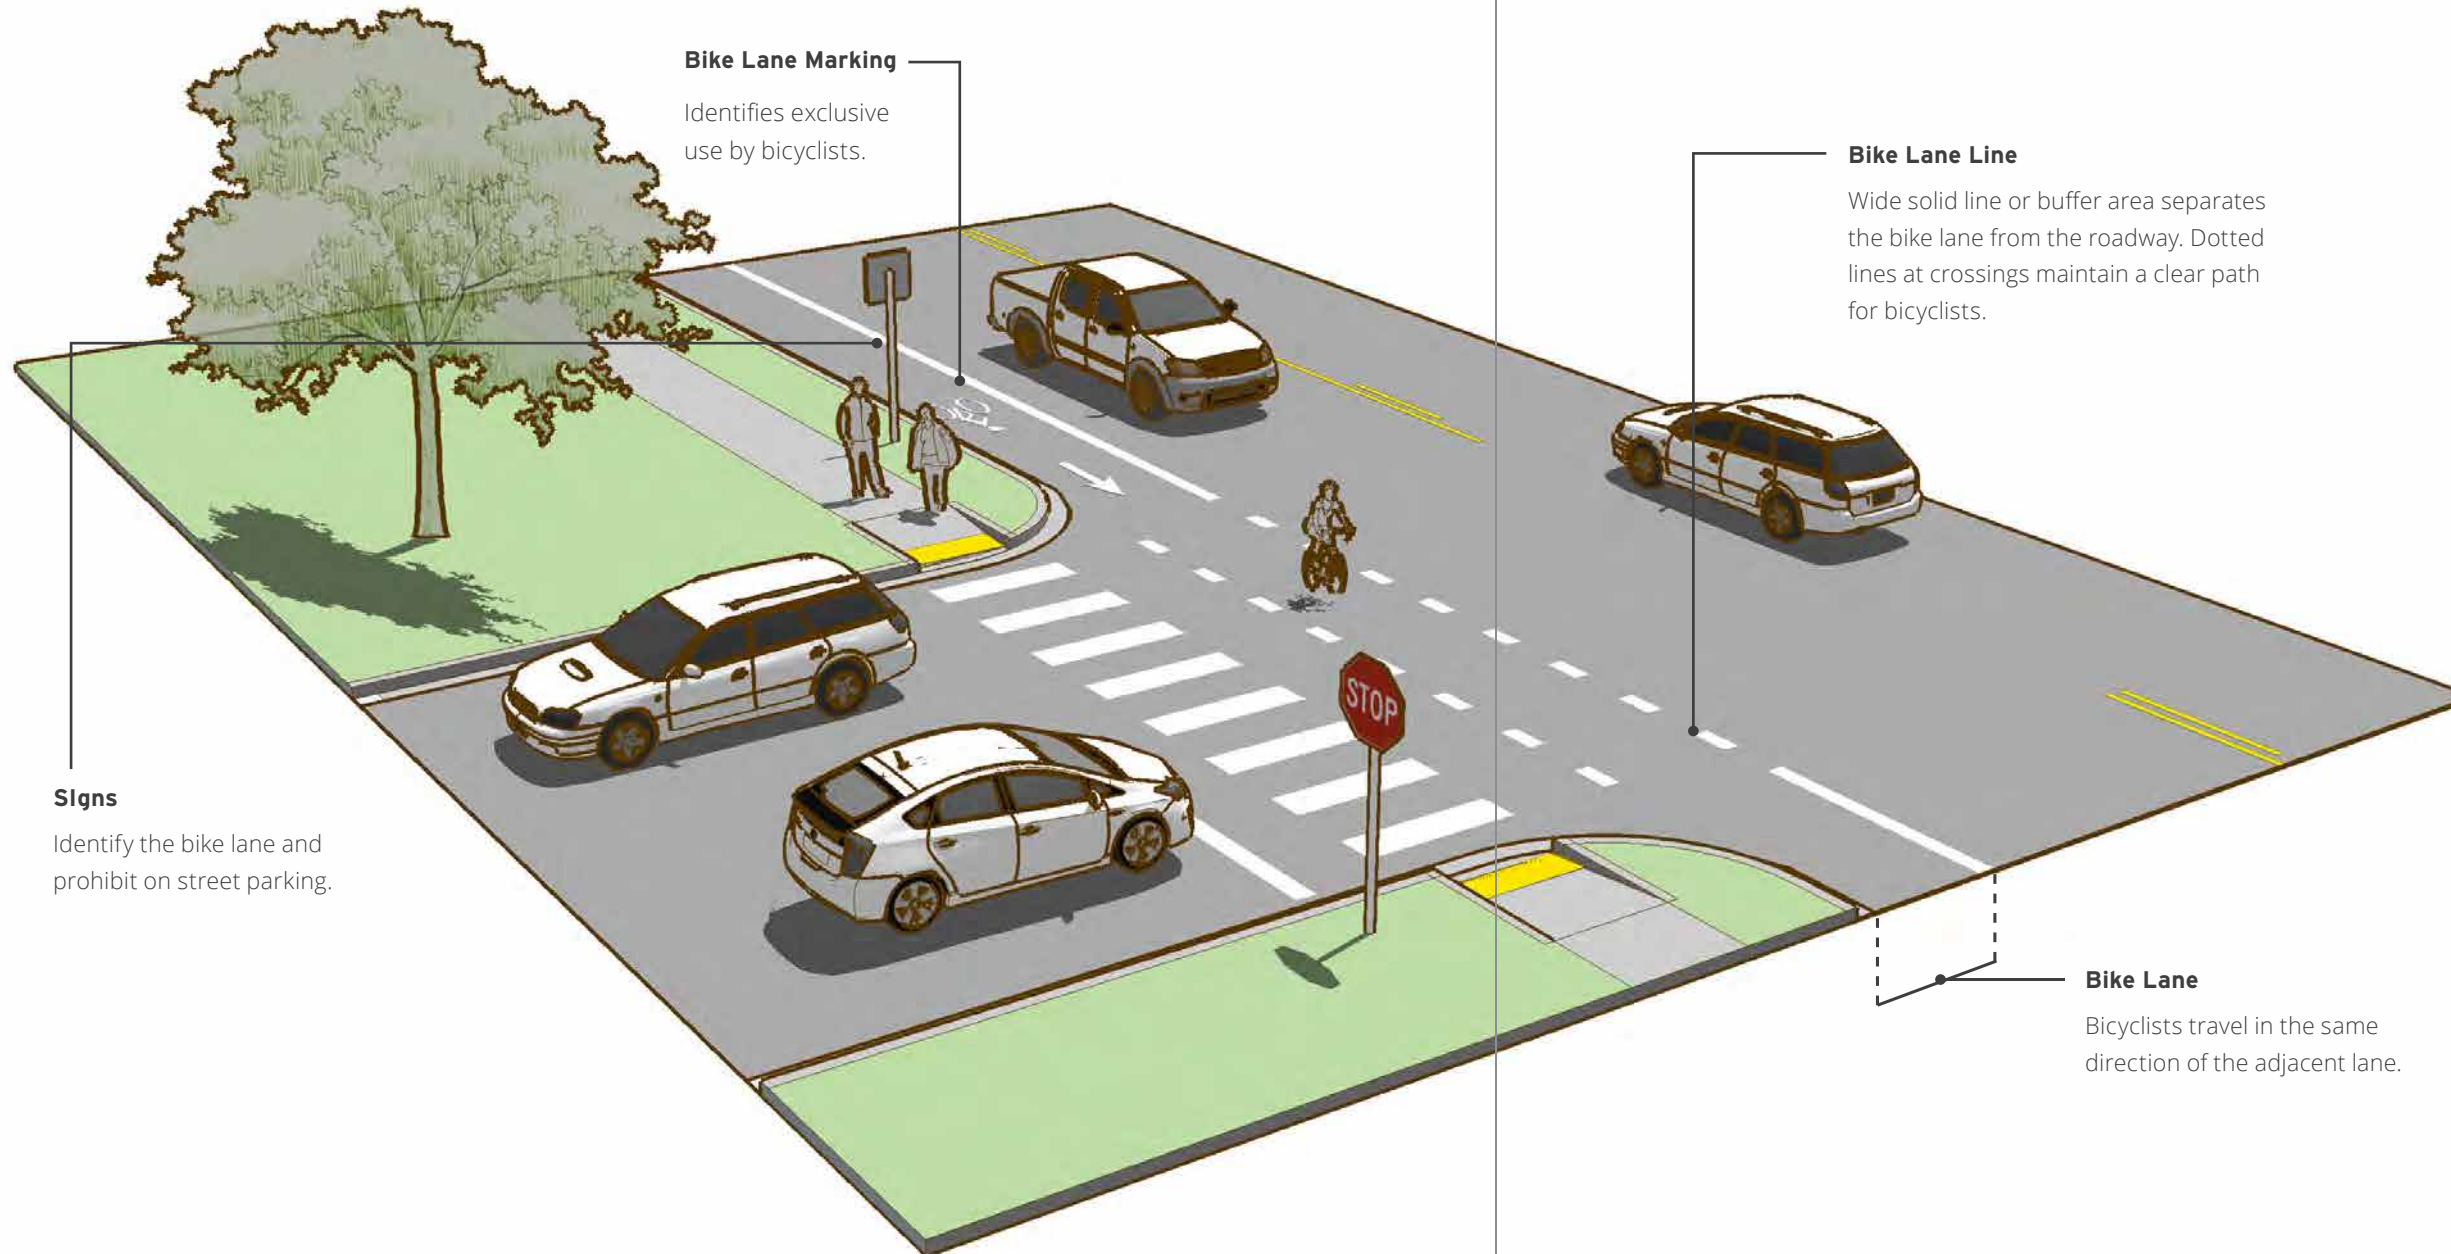 Bike Lane Marking
Identifies exclusive
use by bicyclists.
Bike Lane Line
Wide solid line or buffer area separates
the bike lane from the roadway. Dotted
lines at crossings maintain a clear path
for bicyclists.
STOP
SIgns
Identify the bike lane and
prohibit on street parking.
Bike Lane
Bicyclists travel in the same
direction of the adjacent lane.